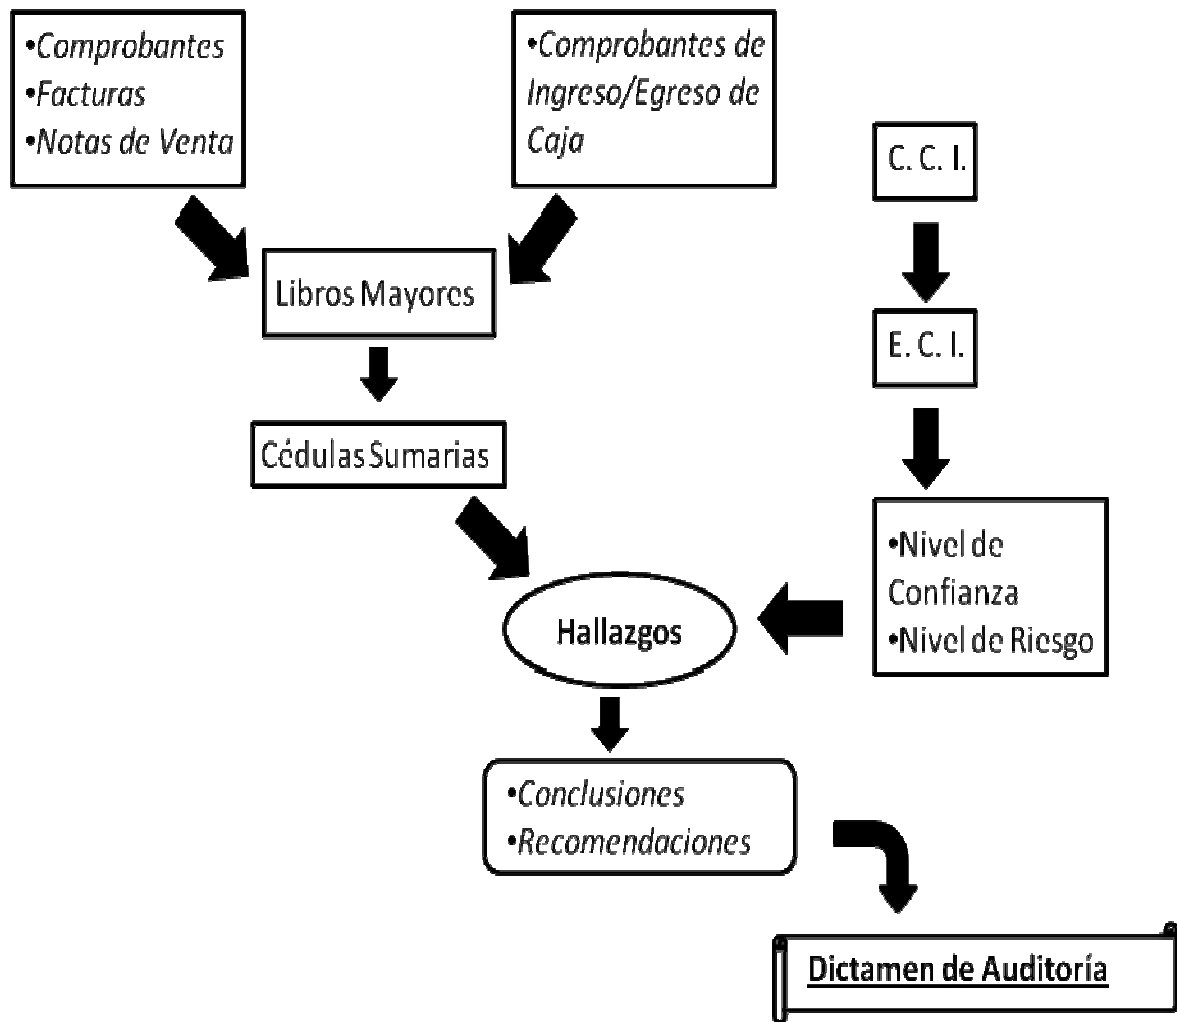 •Comprobantes
•Facturas
•Notas de Venta
•Comprobantes de
Ingreso/Egreso de
Caja
C. C. I.
Libros Mayores
E. C. I.
Cédulas Sumarias
•Nivel de
Confianza
•Nivel de Riesgo
Hallazgos
•Conclusiones
•Recomendaciones
Dictamen de Auditoría